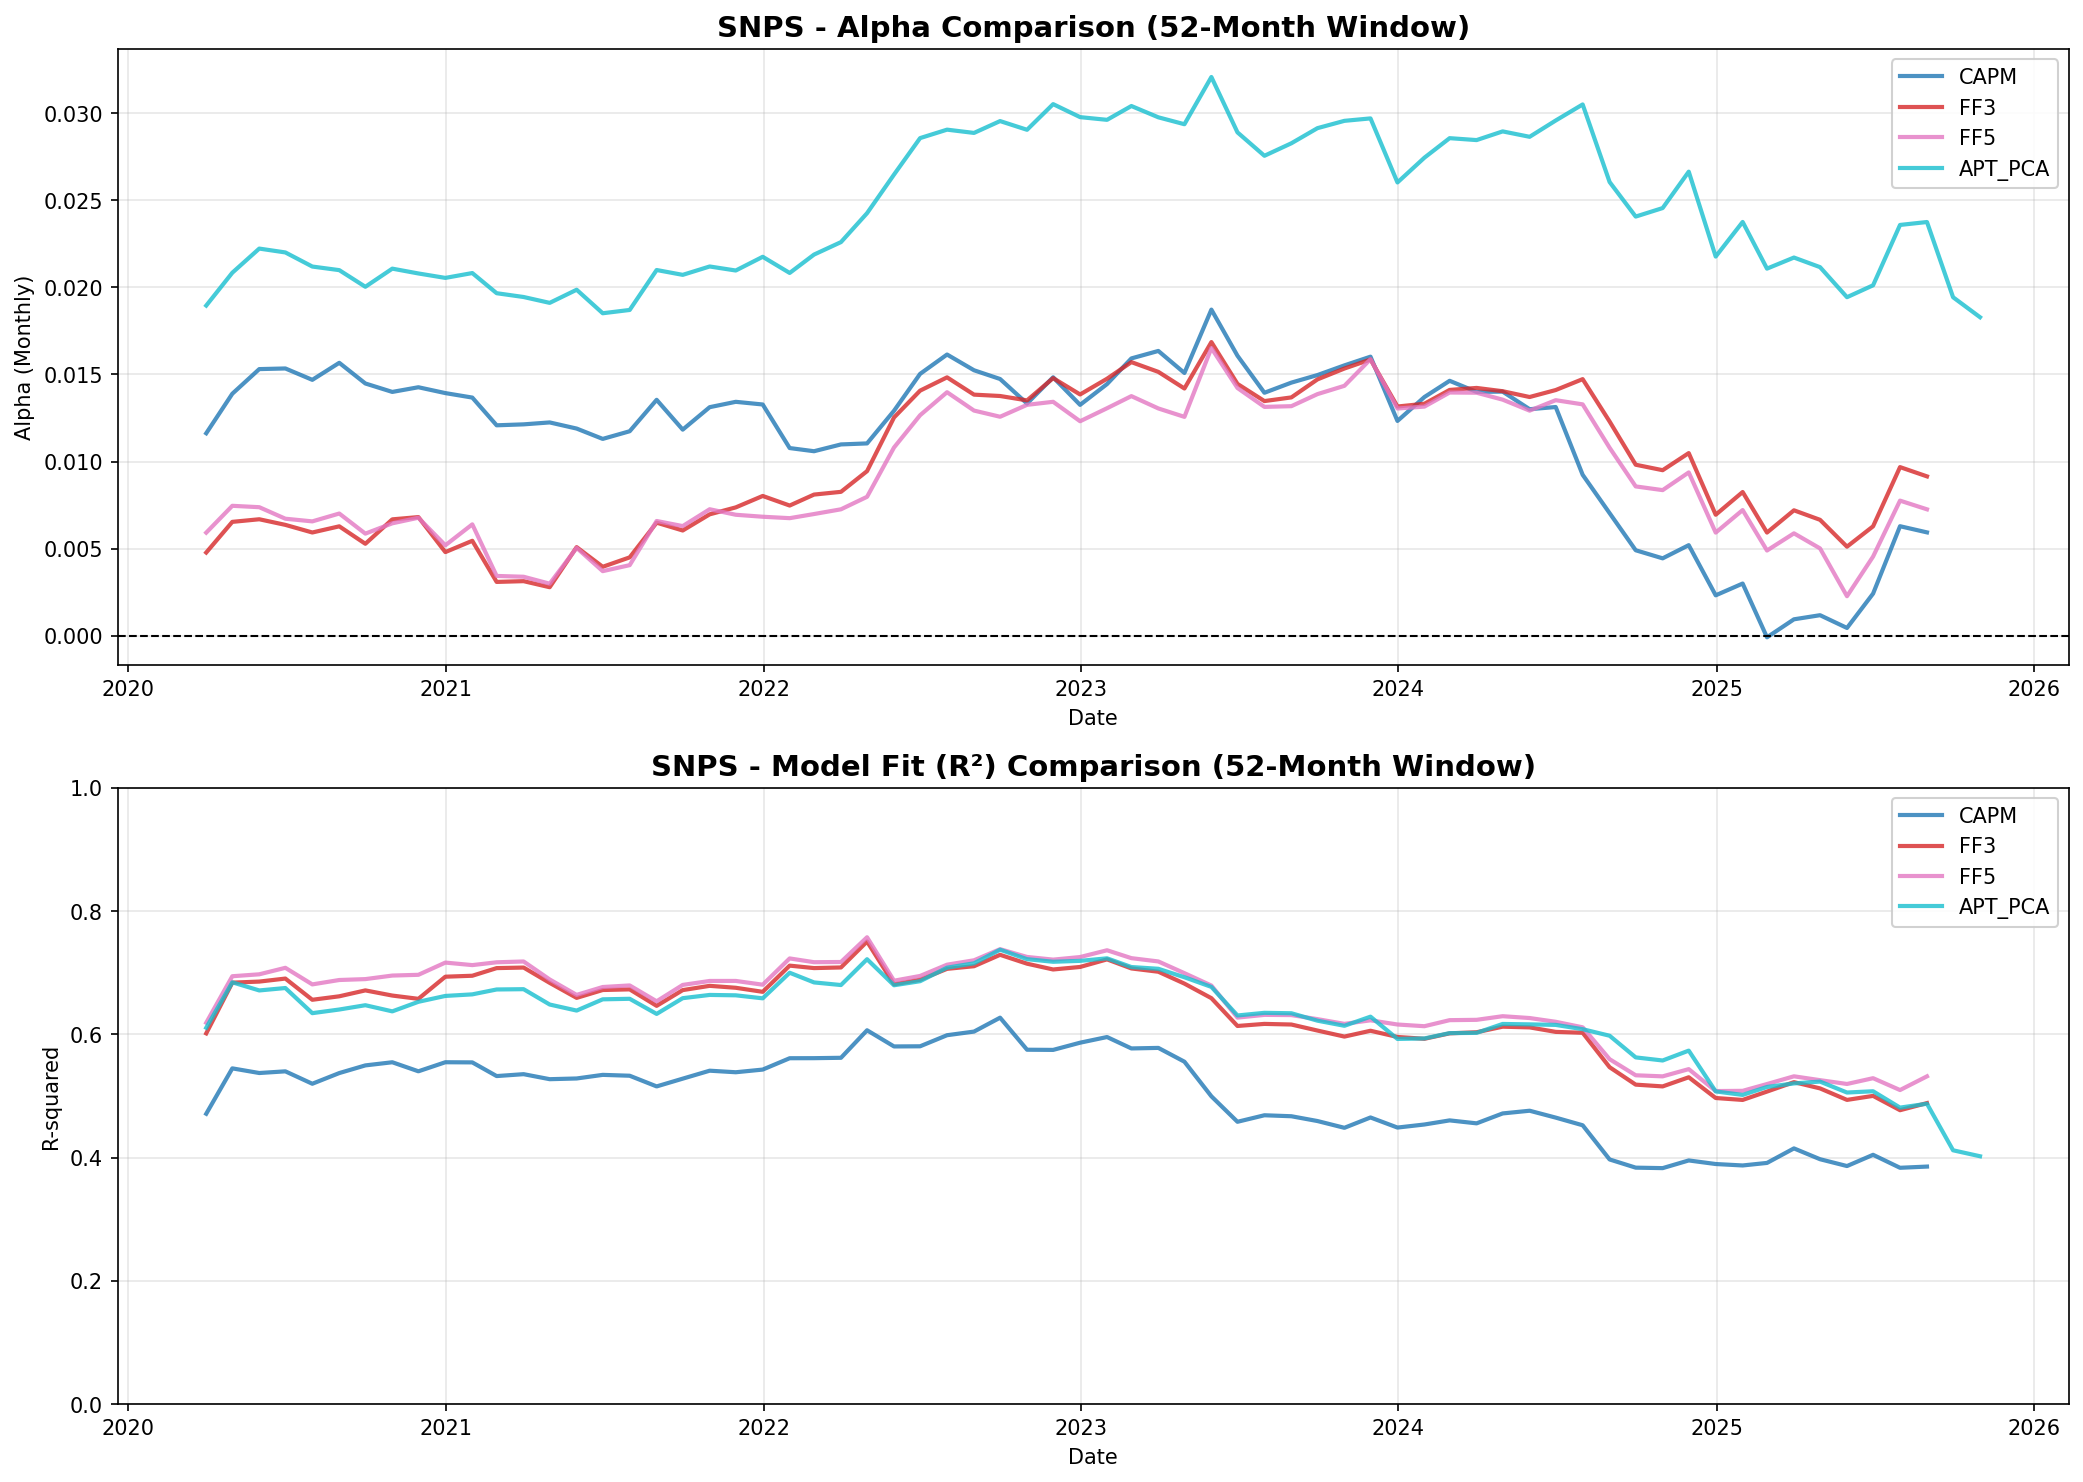 SNPS - Alpha Comparison (52-Month Window)
Alpha (Monthly)
0.030
0.025
0.020
0.015
0.010
0.005
0.000
CAPM
FF3
FF5
APT_PCA
2020 2021 2022 2023 2024 2025 2026
Date
SNPS - Model Fit (R²) Comparison (52-Month Window)
R-squared
1.0
0.8
0.6
0.4
0.2
0.0
CAPM
FF3
FF5
APT_PCA
2020 2021 2022 2023 2024 2025 2026
Date